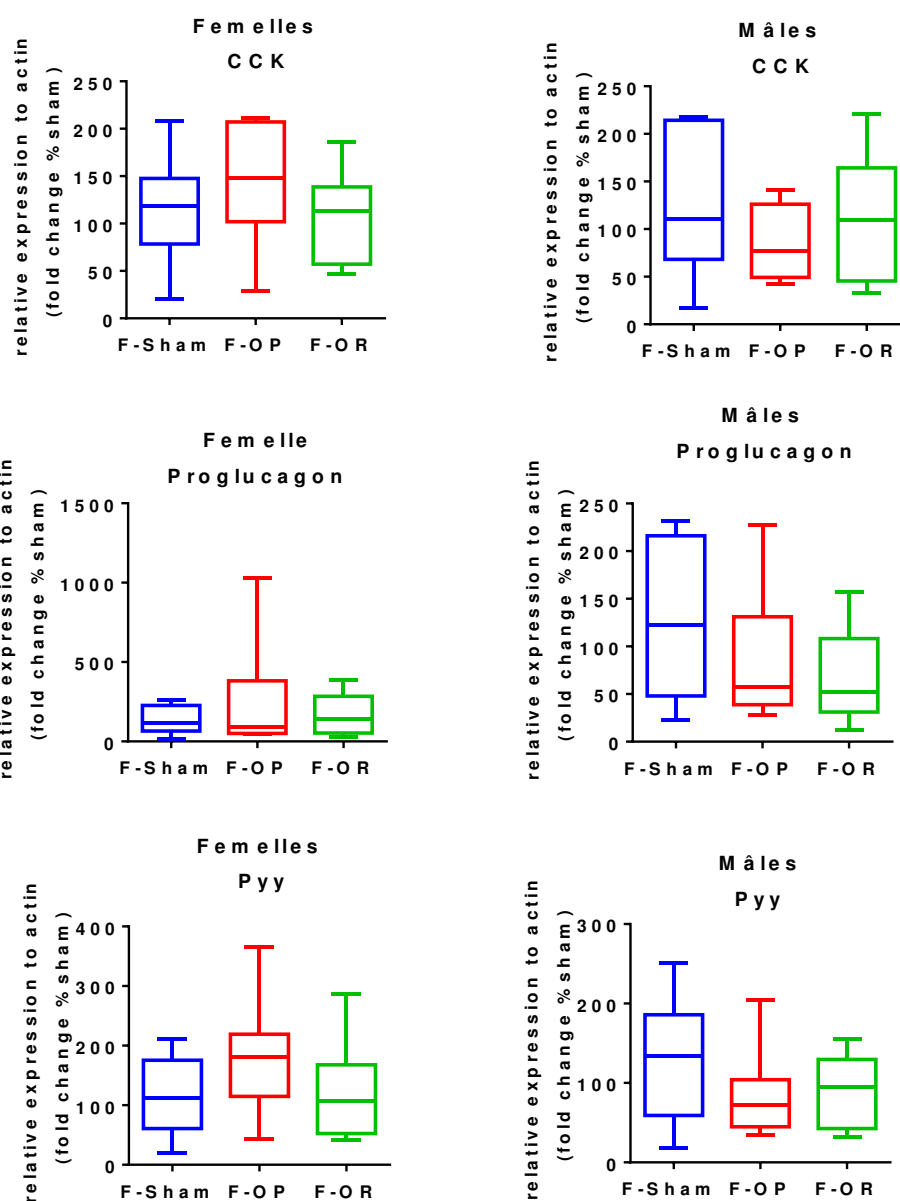 Femelles
CCK
relative expression to actin
(fold change %sham)
250
200
150
100
50
0
F-Sham F-OP F-OR
Mâles
CCK
relative expression to actin
(fold change %sham)
250
200
150
100
50
0
F-Sham F-OP F-OR
Femelle
Proglucagon
relative expression to actin
(fold change %sham)
1500
1000
500
0
F-Sham F-OP F-OR
Mâles
Proglucagon
relative expression to actin
(fold change %sham)
250
200
150
100
50
0
F-Sham F-OP F-OR
Femelles
Pyy
relative expression to actin
(fold change %sham)
400
300
200
100
0
F-Sham F-OP F-OR
Mâles
Pyy
relative expression to actin
(fold change %sham)
300
200
100
0
F-Sham F-OP F-OR